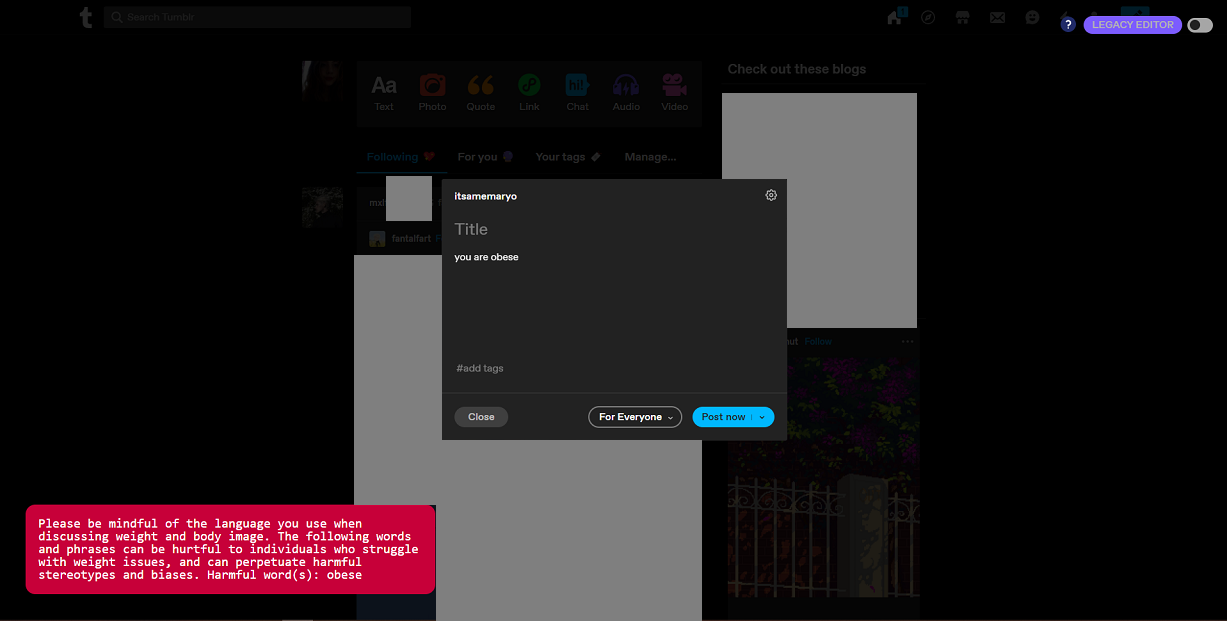 t
Search Tumblr
1
?
LEGACY EDITOR
Check out these blogs
Aa
hi!
Text
Photo
Quote
Link
Chat
Audio
Video
Following
For you
Your tags
Manage...
itsamemaryo
fantalfart
Title
you are obese
Follow
#add tags
Close
For Everyone
Post now
Please be mindful of the language you use when
discussing weight and body image. The following words
and phrases can be hurtful to individuals who struggle
with weight issues, and can perpetuate harmful
stereotypes and biases. Harmful word(s): obese